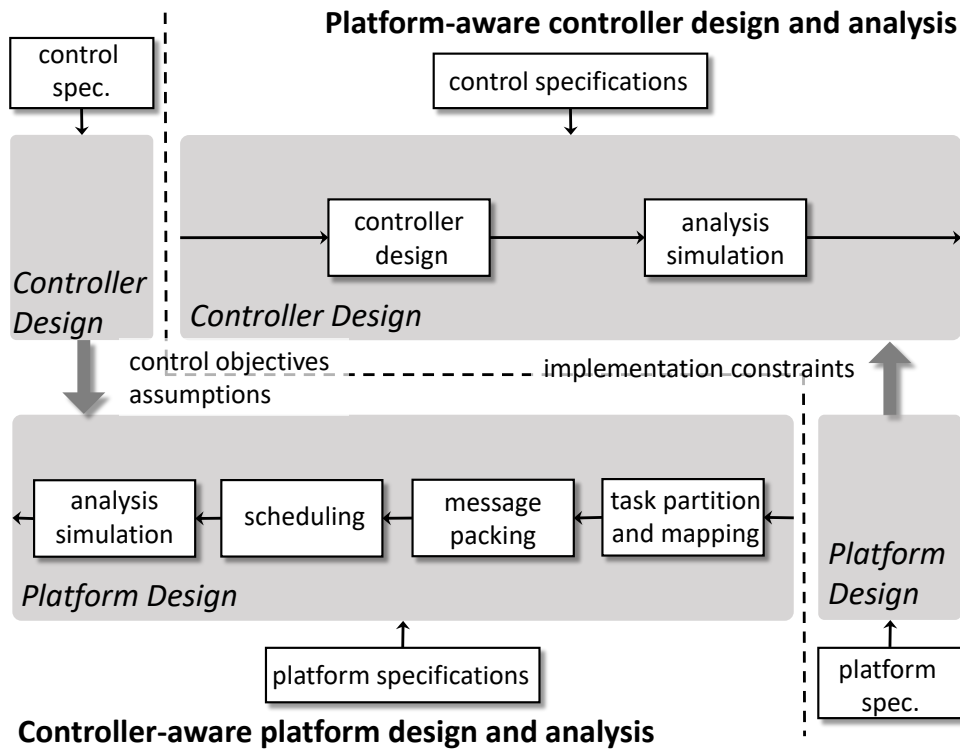 Platform-aware controller design and analysis
control
spec.
control specifications
controller
design
analysis
simulation
Controller
Design
Controller Design
control objectives
assumptions
implementation constraints
analysis
simulation
scheduling
message
packing
task partition
and mapping
Platform Design
Platform
Design
platform specifications
platform
spec.
Controller-aware platform design and analysis